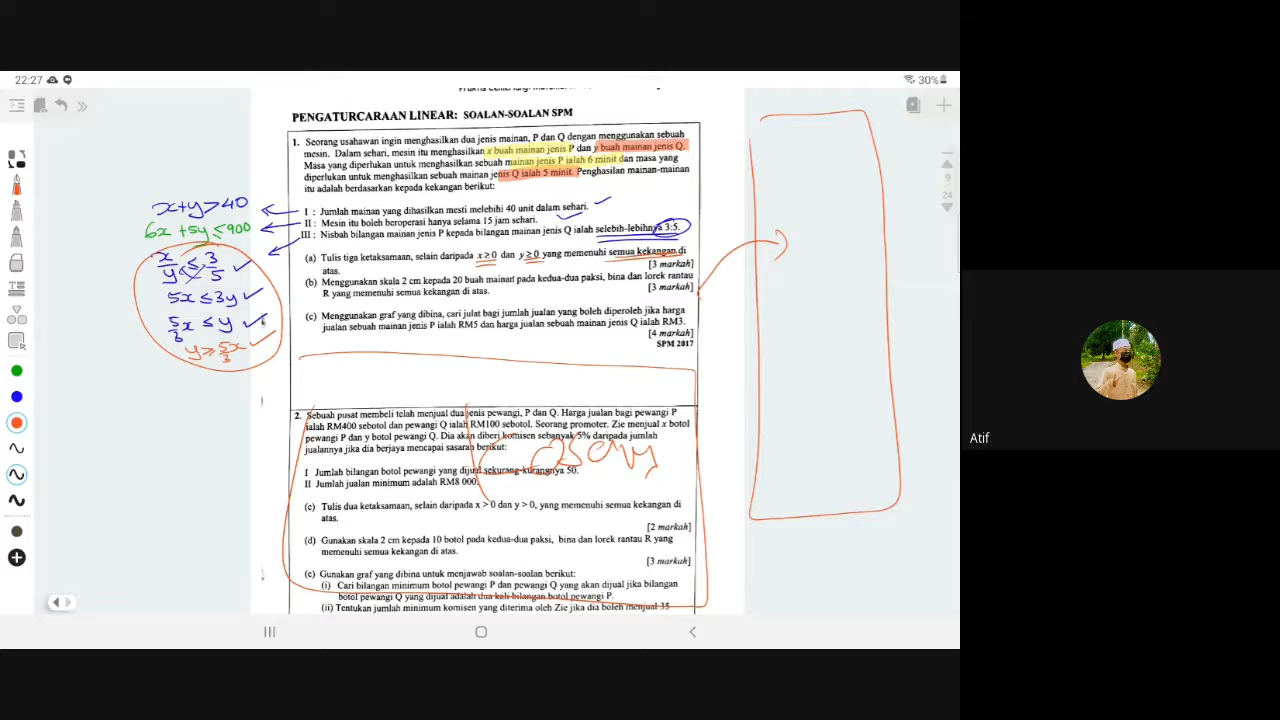 22:27
30%
PENGATURCARAAN LINEAR: SOALAN-SOALAN SPM
1. Seorang usahawan ingin menghasilkan dua jenis mainan, P dan Q dengan menggunakan sebuah
mesin. Dalam sehari, mesin itu menghasilkan x buah mainan jenis P dan y buah mainan jenis Q.
Masa yang diperlukan untuk menghasilkan sebuah mainan jenis P ialah 6 minit dan masa yang
diperlukan untuk menghasilkan sebuah mainan jenis Q ialah 5 minit. Penghasilan mainan-mainan
itu adalah berdasarkan kepada kekangan berikut:
x+y>40
I : Jumlah mainan yang dihasilkan mesti melebihi 40 unit dalam sehari.
6x+5y≤900
II : Mesin itu boleh beroperasi hanya selama 15 jam sehari.
III : Nisbah bilangan mainan jenis P kepada bilangan mainan jenis Q ialah selebih-lebihnya 3:5.
x/y ≤ 3/5
5x ≤ 3y
5/3 x ≤ y
y ≥ 5x/3
(a) Tulis tiga ketaksamaan, selain daripada x ≥ 0 dan y ≥ 0 yang memenuhi semua kekangan di
atas.
[3 markah]
(b) Menggunakan skala 2 cm kepada 20 buah mainan pada kedua-dua paksi, bina dan lorek rantau
R yang memenuhi semua kekangan di atas.
[3 markah]
(c) Menggunakan graf yang dibina, cari julat bagi jumlah jualan yang boleh diperoleh jika harga
jualan sebuah mainan jenis P ialah RM5 dan harga jualan sebuah mainan jenis Q ialah RM3.
[4 markah]
SPM 2017
2. Sebuah pusat membeli telah menjual dua jenis pewangi, P dan Q. Harga jualan bagi pewangi P
ialah RM400 sebotol dan pewangi Q ialah RM100 sebotol. Seorang promoter. Zie menjual x botol
pewangi P dan y botol pewangi Q. Dia akan diberi komisen sebanyak 5% daripada jumlah
jualannya jika dia berjaya mencapai sasaran berikut:
I Jumlah bilangan botol pewangi yang dijual sekurang-kurangnya 50.
II Jumlah jualan minimum adalah RM8 000.
(c) Tulis dua ketaksamaan, selain daripada x > 0 dan y > 0, yang memenuhi semua kekangan di
atas.
[2 markah]
(d) Gunakan skala 2 cm kepada 10 botol pada kedua-dua paksi, bina dan lorek rantau R yang
memenuhi semua kekangan di atas.
[3 markah]
(e) Gunakan graf yang dibina untuk menjawab soalan-soalan berikut:
(i) Cari bilangan minimum botol pewangi P dan pewangi Q yang akan dijual jika bilangan
botol pewangi Q yang dijual adalah dua kali bilangan botol pewangi P.
(ii) Tentukan jumlah minimum komisen yang diterima oleh Zie jika dia boleh menjual 35
9
24
Atif